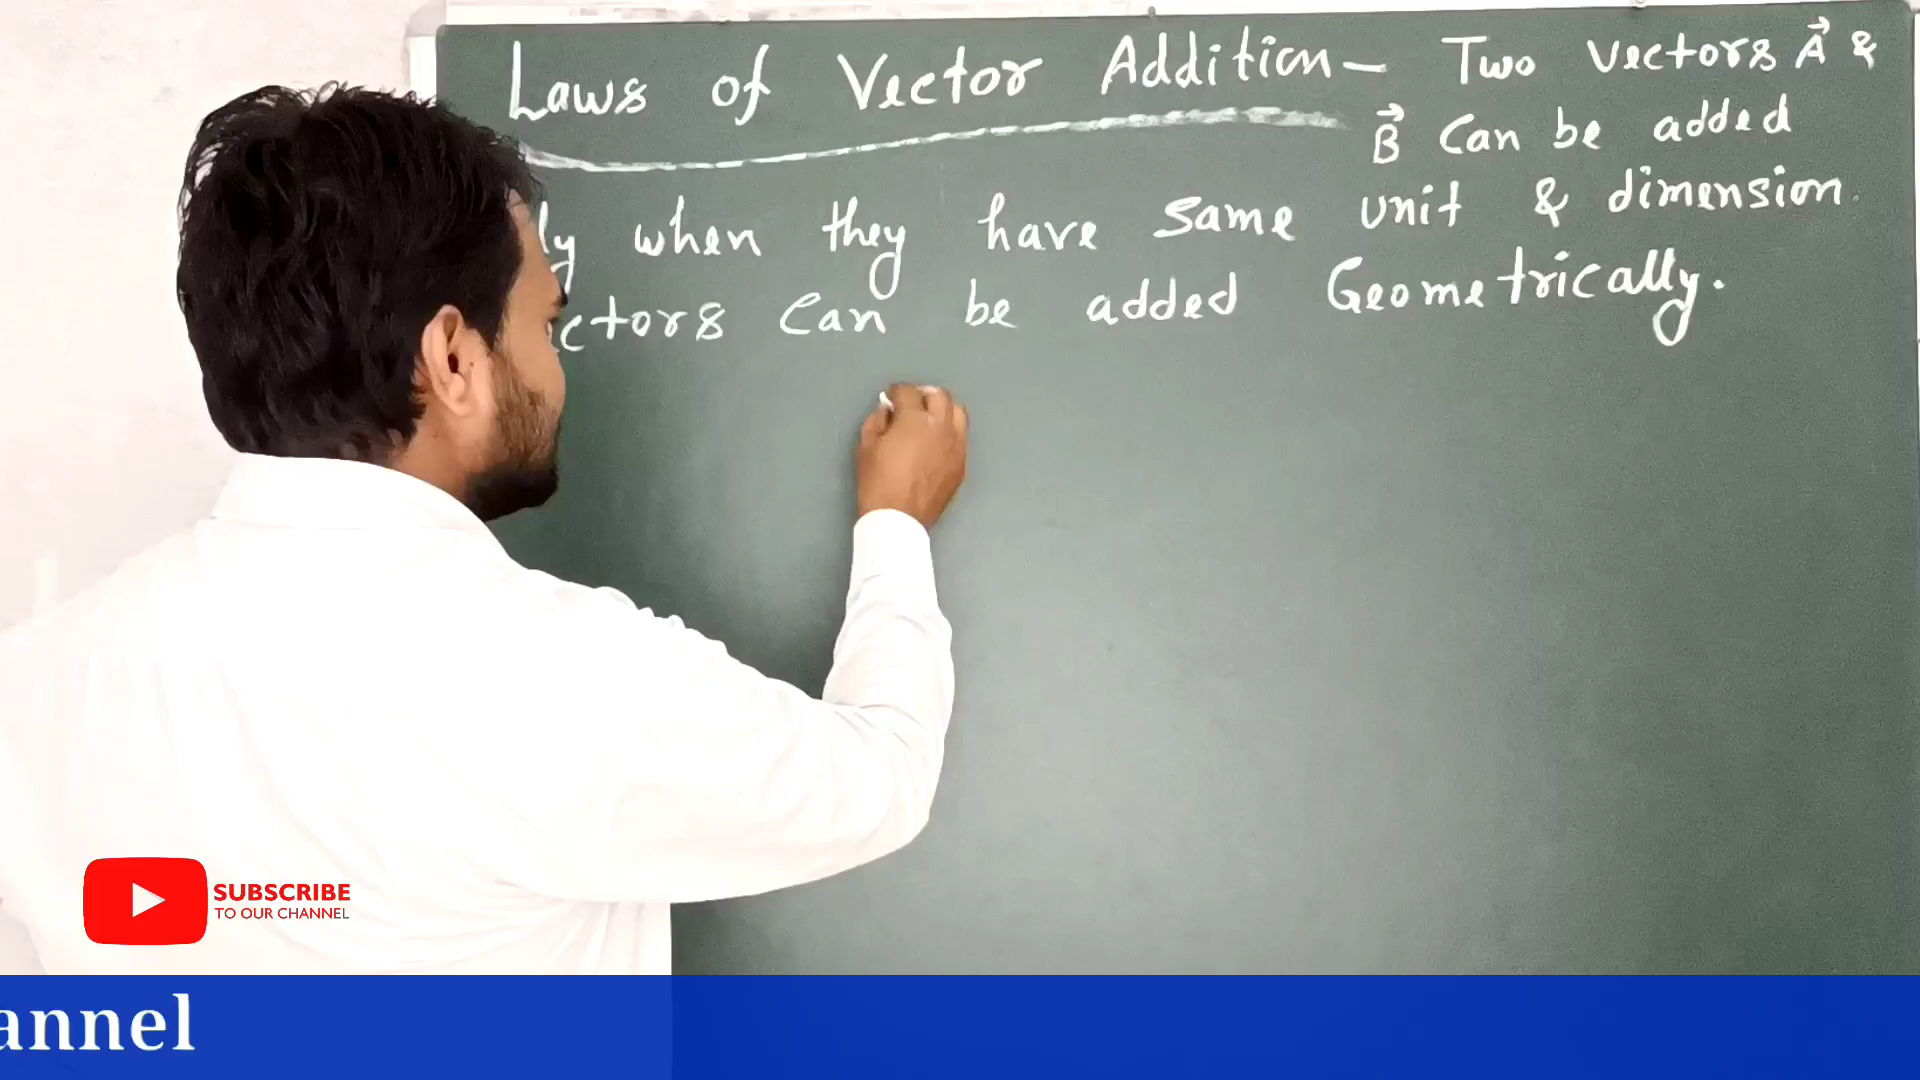 Laws of Vector Addition — Two vectors A⃗ &
B⃗ can be added
ly when they have same unit & dimension.
ctors can be added Geometrically.
SUBSCRIBE
TO OUR CHANNEL
annel